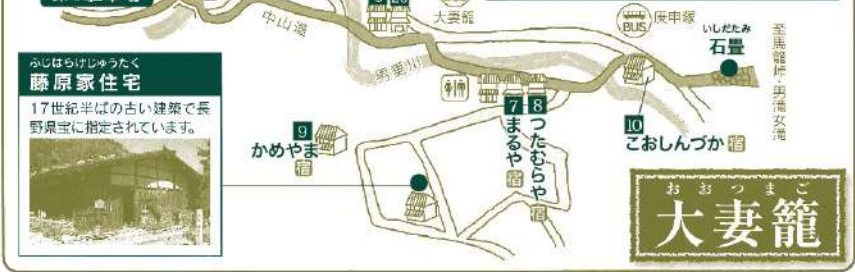 中山道
大妻籠
BUS
庚申塚
いしだたみ
石畳
至馬籠峠・男滝女滝
男垂川
ふじはらけじゅうたく
藤原家住宅
17世紀半ばの古い建築で長
野県宝に指定されています。
9
かめやま 宿
7
まるや 宿
8
つたむらや 宿
10
こおしんづか 宿
おおつまご
大妻籠